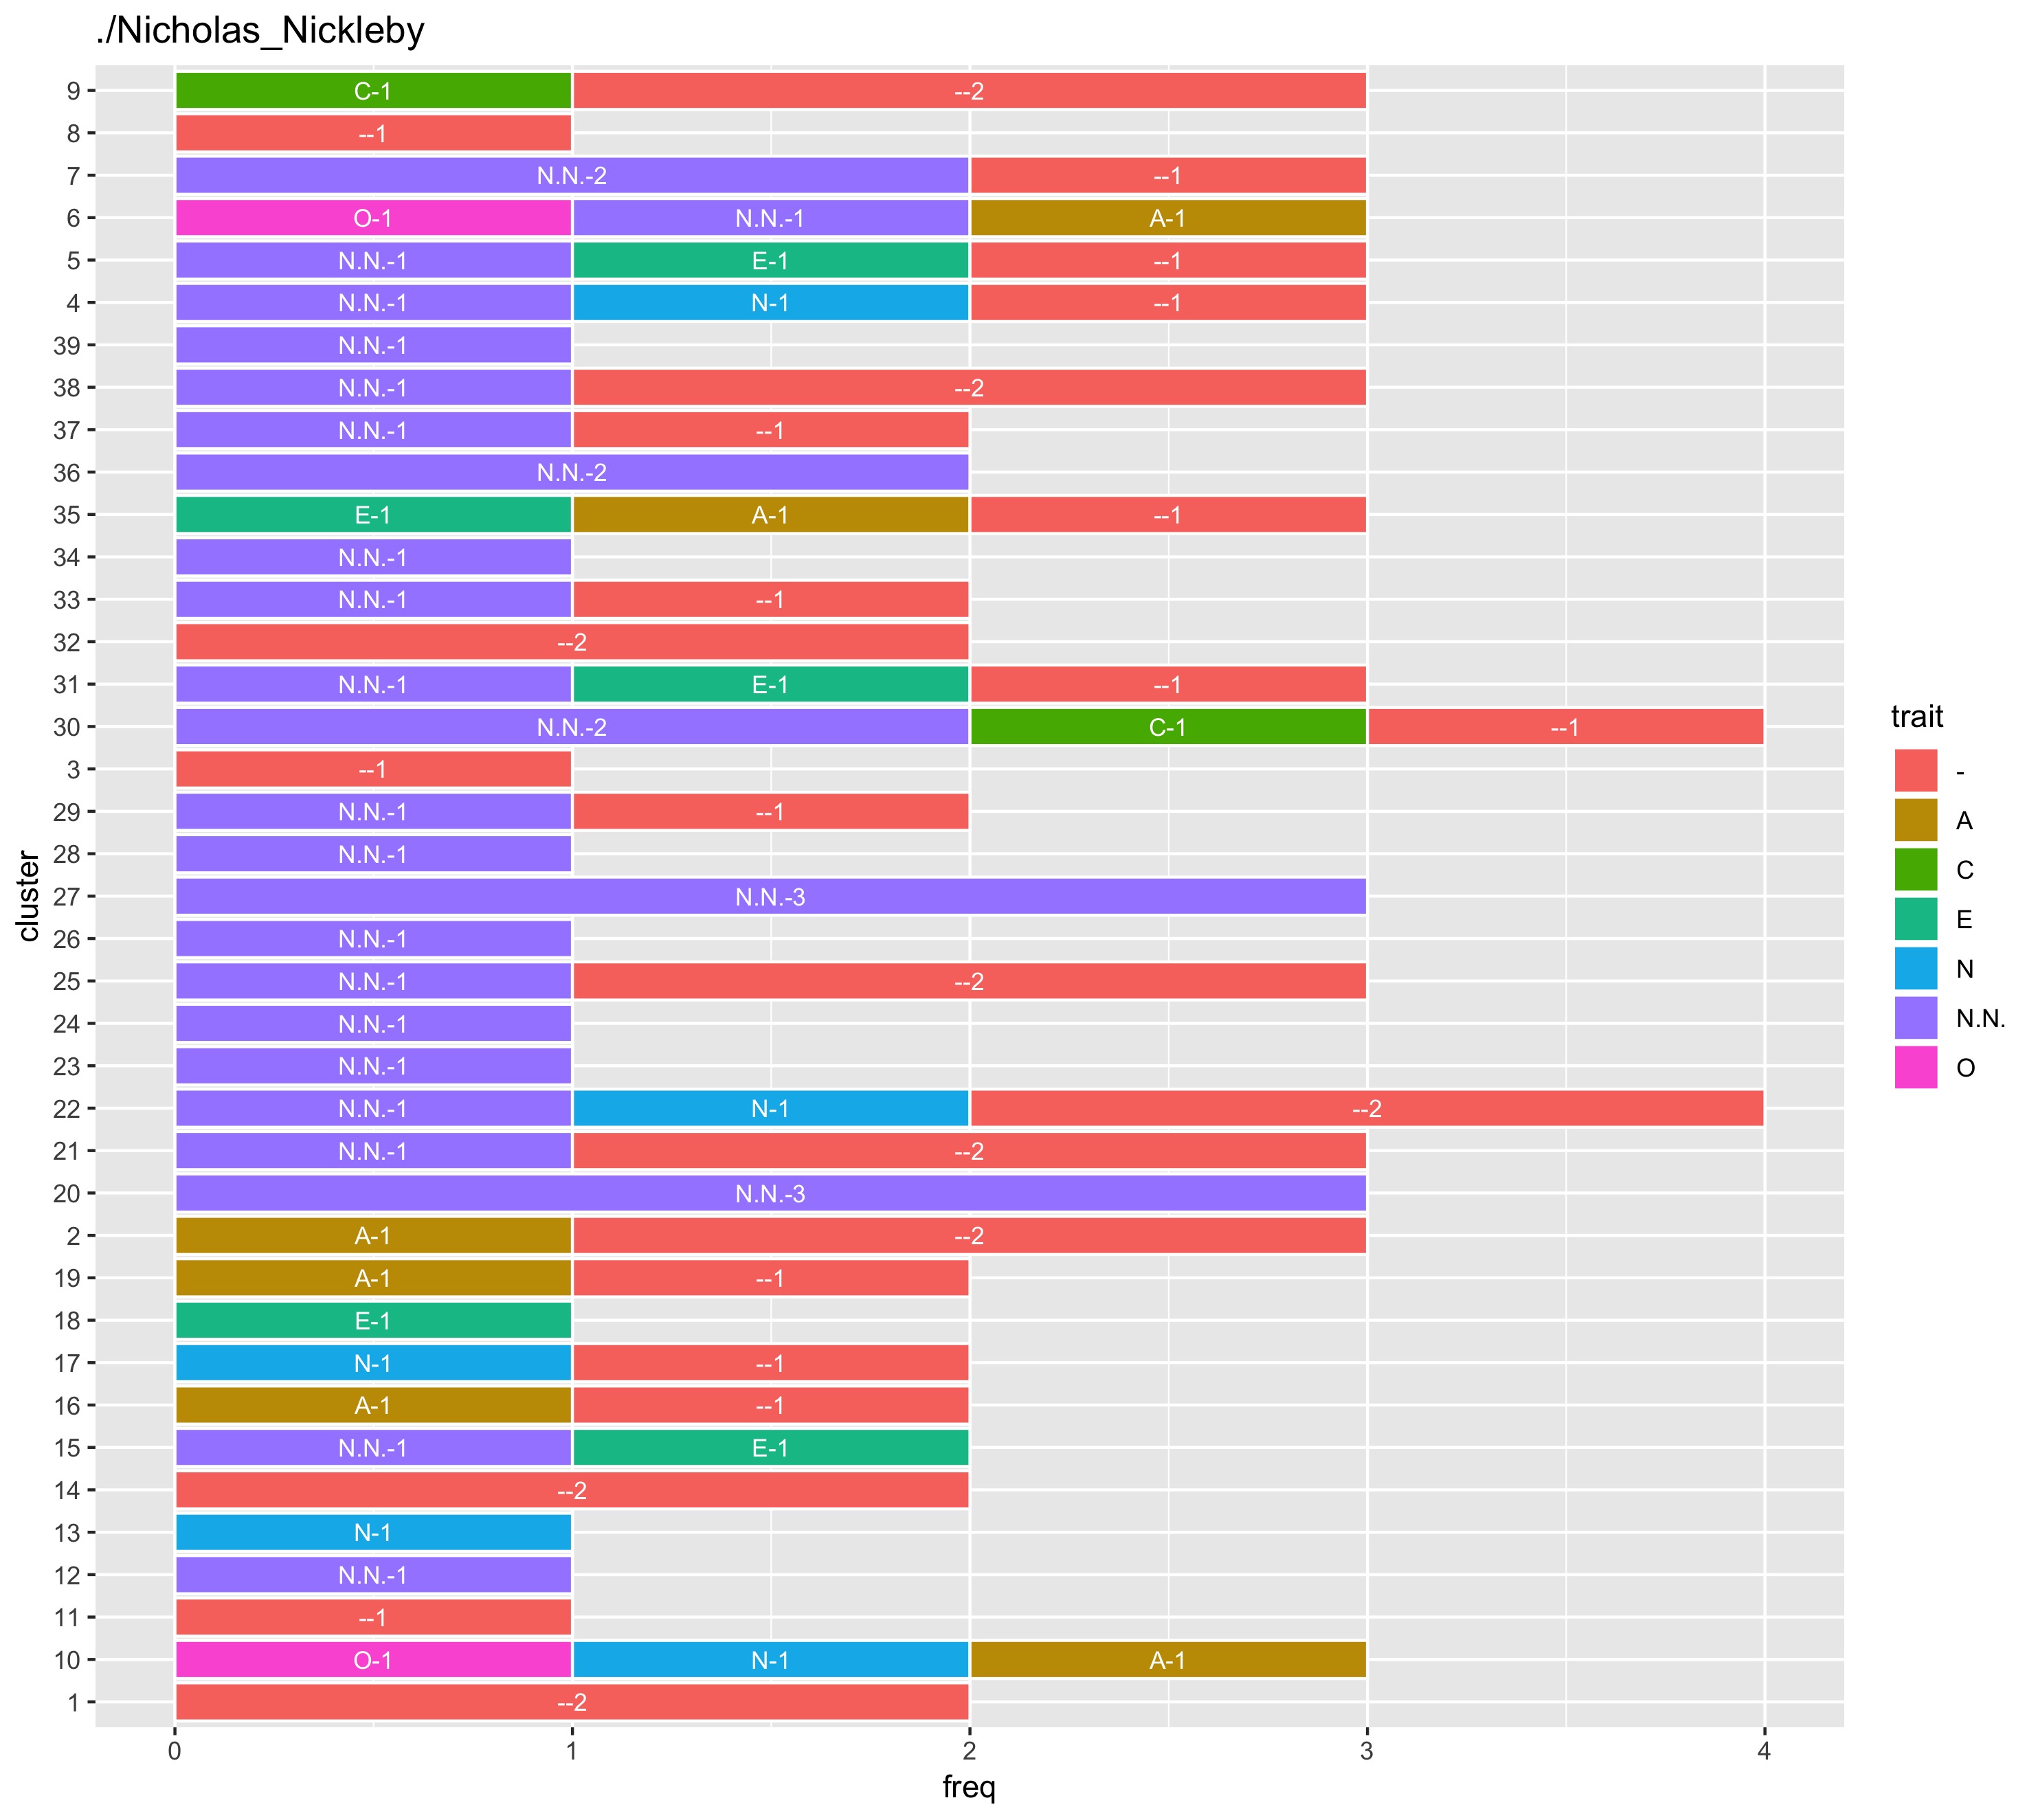 ./Nicholas_Nickleby
9 C-1 --2
8 --1
7 N.N.-2 --1
6 O-1 N.N.-1 A-1
5 N.N.-1 E-1 --1
4 N.N.-1 N-1 --1
39 N.N.-1
38 N.N.-1 --2
37 N.N.-1 --1
36 N.N.-2
35 E-1 A-1 --1
34 N.N.-1
33 N.N.-1 --1
32 --2
31 N.N.-1 E-1 --1
30 N.N.-2 C-1 --1
3 --1
29 N.N.-1 --1
28 N.N.-1
27 N.N.-3
26 N.N.-1
25 N.N.-1 --2
24 N.N.-1
23 N.N.-1
22 N.N.-1 N-1 --2
21 N.N.-1 --2
20 N.N.-3
2 A-1 --2
19 A-1 --1
18 E-1
17 N-1 --1
16 A-1 --1
15 N.N.-1 E-1
14 --2
13 N-1
12 N.N.-1
11 --1
10 O-1 N-1 A-1
1 --2
0 1 2 3 4
freq
cluster
trait
-
A
C
E
N
N.N.
O